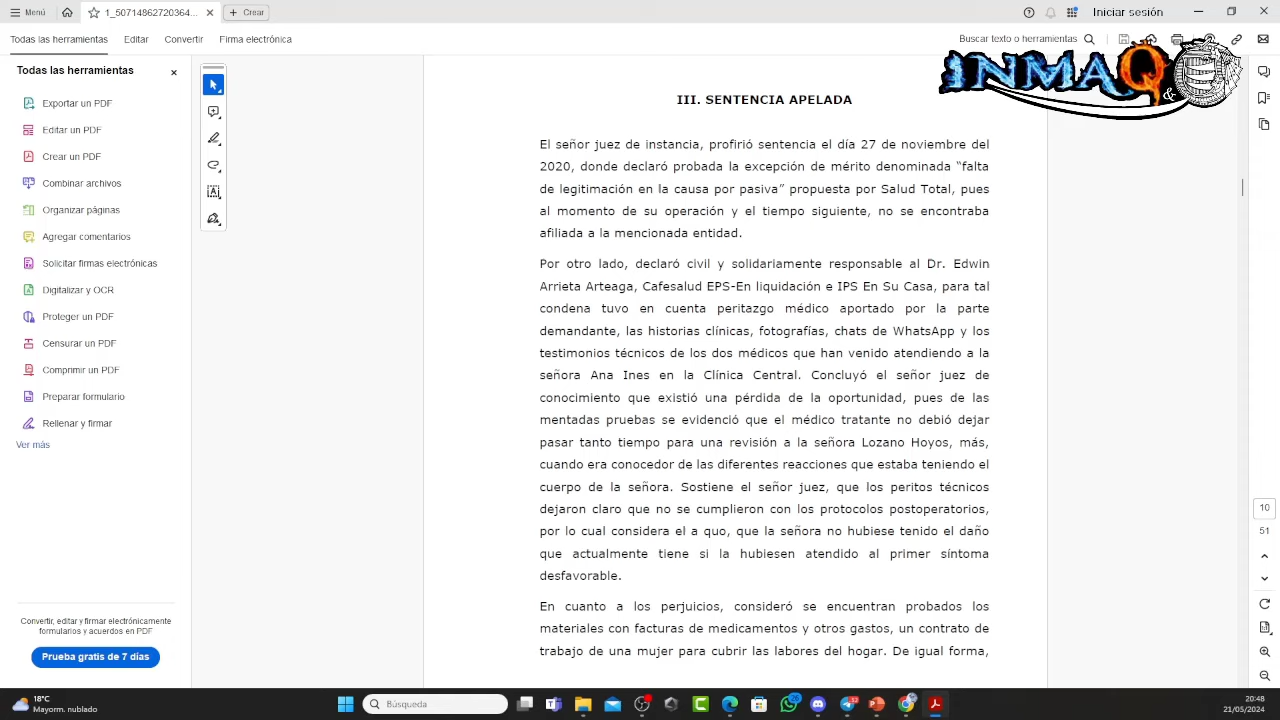 Menú
1_50714862720364...
Crear
Iniciar sesión
Todas las herramientas
Editar
Convertir
Firma electrónica
Buscar texto o herramientas
INMAQ
&
Todas las herramientas
Exportar un PDF
Editar un PDF
Crear un PDF
Combinar archivos
Organizar páginas
Agregar comentarios
Solicitar firmas electrónicas
Digitalizar y OCR
Proteger un PDF
Censurar un PDF
Comprimir un PDF
Preparar formulario
Rellenar y firmar
Ver más
Convertir, editar y firmar electrónicamente
formularios y acuerdos en PDF
Prueba gratis de 7 días
III. SENTENCIA APELADA
El señor juez de instancia, profirió sentencia el día 27 de noviembre del
2020, donde declaró probada la excepción de mérito denominada “falta
de legitimación en la causa por pasiva” propuesta por Salud Total, pues
al momento de su operación y el tiempo siguiente, no se encontraba
afiliada a la mencionada entidad.
Por otro lado, declaró civil y solidariamente responsable al Dr. Edwin
Arrieta Arteaga, Cafesalud EPS-En liquidación e IPS En Su Casa, para tal
condena tuvo en cuenta peritazgo médico aportado por la parte
demandante, las historias clínicas, fotografías, chats de WhatsApp y los
testimonios técnicos de los dos médicos que han venido atendiendo a la
señora Ana Ines en la Clínica Central. Concluyó el señor juez de
conocimiento que existió una pérdida de la oportunidad, pues de las
mentadas pruebas se evidenció que el médico tratante no debió dejar
pasar tanto tiempo para una revisión a la señora Lozano Hoyos, más,
cuando era conocedor de las diferentes reacciones que estaba teniendo el
cuerpo de la señora. Sostiene el señor juez, que los peritos técnicos
dejaron claro que no se cumplieron con los protocolos postoperatorios,
por lo cual considera el a quo, que la señora no hubiese tenido el daño
que actualmente tiene si la hubiesen atendido al primer síntoma
desfavorable.
En cuanto a los perjuicios, consideró se encuentran probados los
materiales con facturas de medicamentos y otros gastos, un contrato de
trabajo de una mujer para cubrir las labores del hogar. De igual forma,
10
51
18°C
Mayorm. nublado
Búsqueda
20:48
21/05/2024